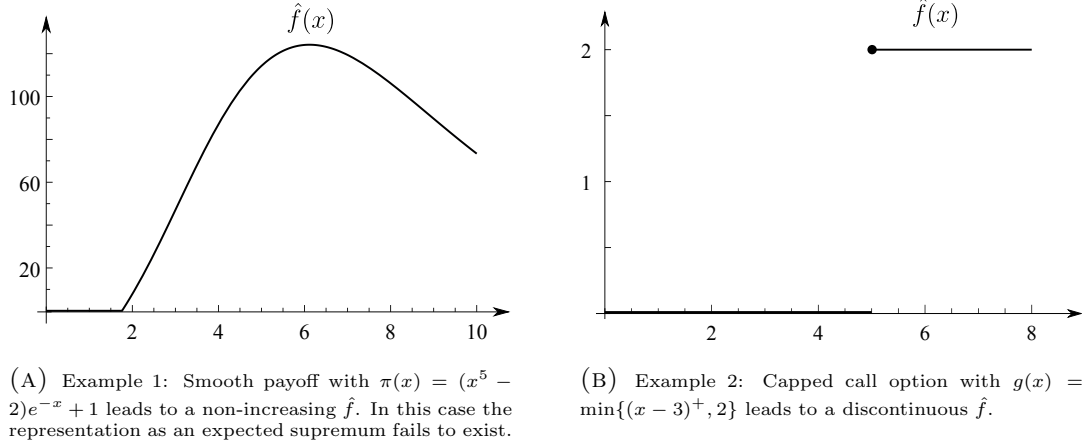 f̂(x)
100
60
20
2 4 6 8 10
(A) Example 1: Smooth payoff with π(x) = (x⁵ −
2)e⁻ˣ + 1 leads to a non-increasing f̂. In this case the
representation as an expected supremum fails to exist.
f̂(x)
2
1
2 4 6 8
(B) Example 2: Capped call option with g(x) =
min{(x − 3)⁺, 2} leads to a discontinuous f̂.